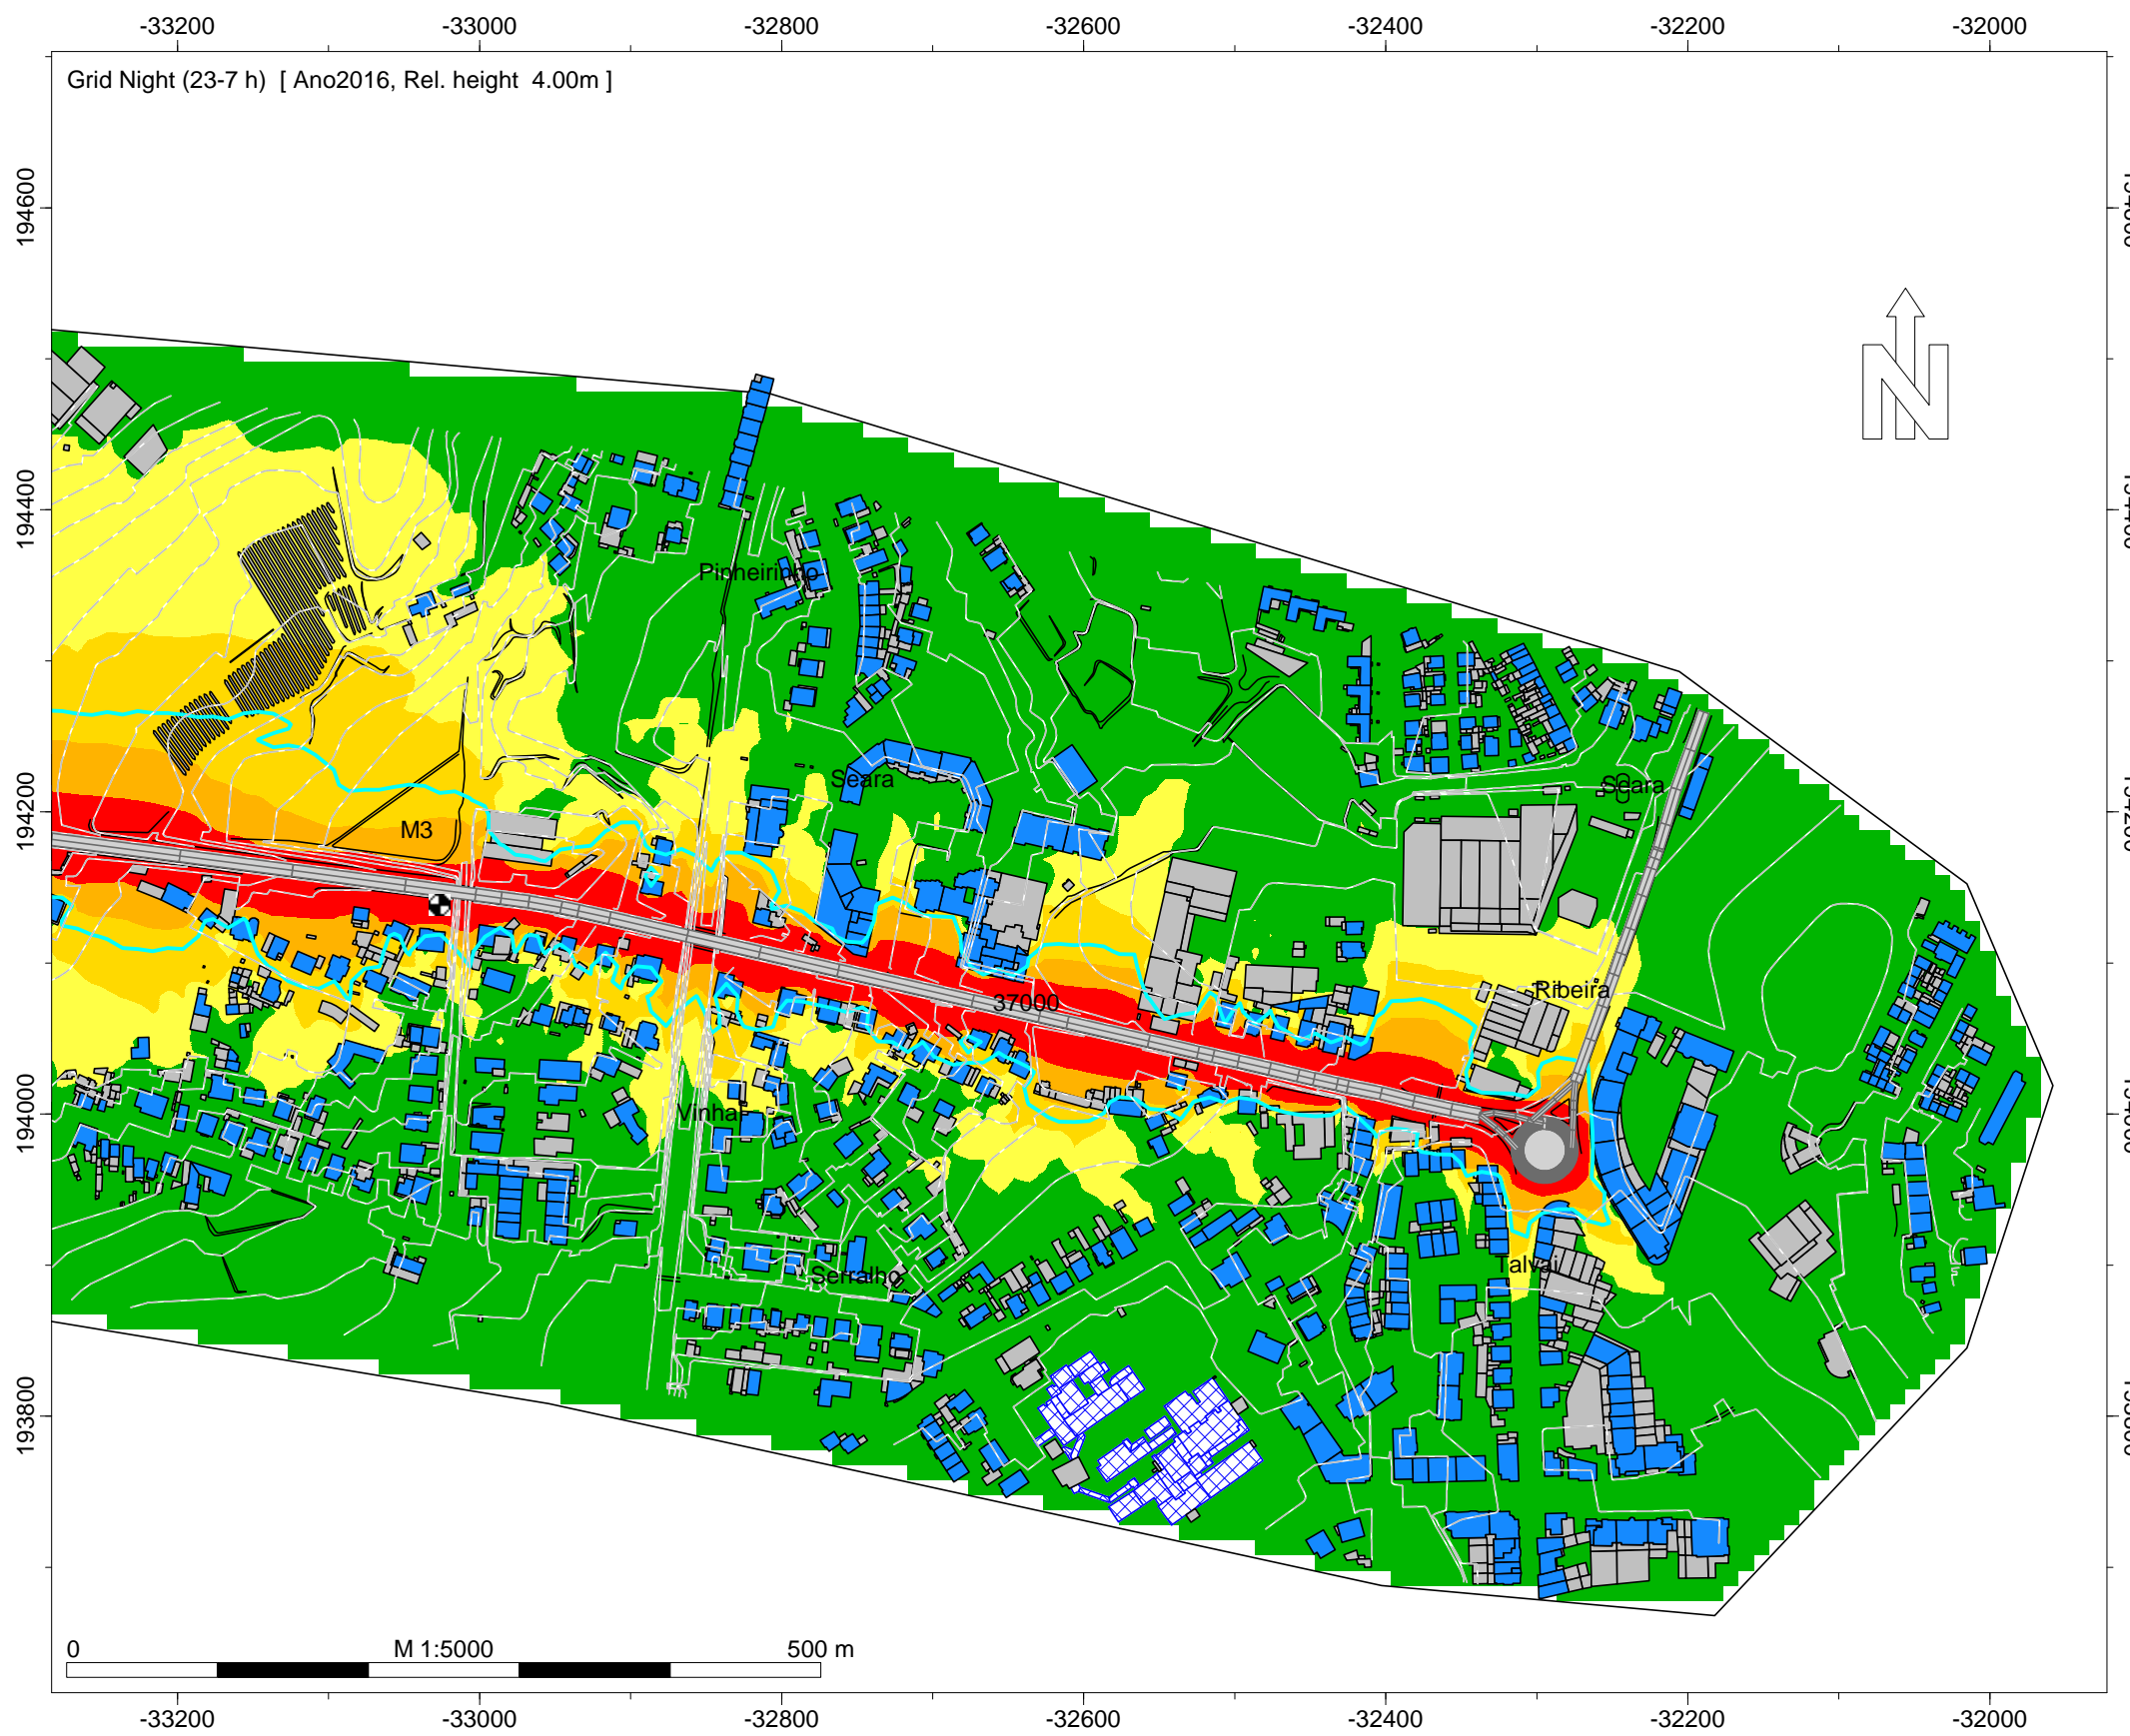 -33200 -33000 -32800 -32600 -32400 -32200 -32000
Grid Night (23-7 h) [ Ano2016, Rel. height 4.00m ]
194600
N
194400
Pinheirinho
Seara
Seara
194200
M3
Ribeira
37000
194000
Vinha
Talvai
Serralho
193800
0 M 1:5000 500 m
-33200 -33000 -32800 -32600 -32400 -32200 -32000